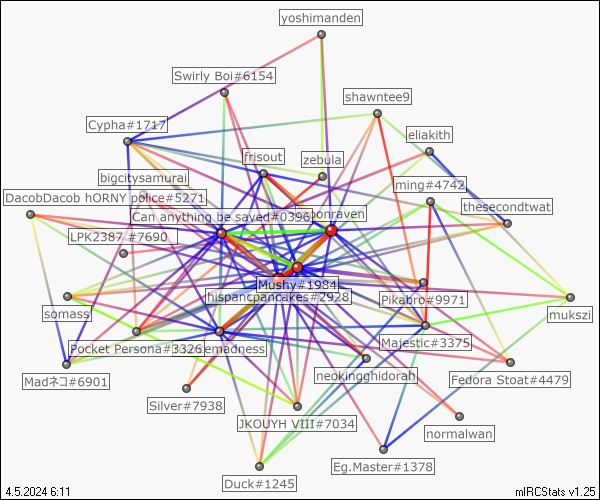 yoshimanden
Swirly Boi#6154
shawntee9
Cypha#1717
eliakith
frisout
zebula
bigcitysamurai
ming#4742
DacobDacob hORNY police#5271
thesecondtwat
Can anything be saved#0396
onraven
LPK2387 #7690
Mushy#1984
hispancpancakes#2928
Pikabro#9971
somass
mukszi
Pocket Persona#3326
emadness
Majestic#3375
Madネコ#6901
neokingghidorah
Fedora Stoat#4479
Silver#7938
JKOUYH VIII#7034
normalwan
Eg.Master#1378
Duck#1245
4.5.2024 6:11
mIRCStats v1.25